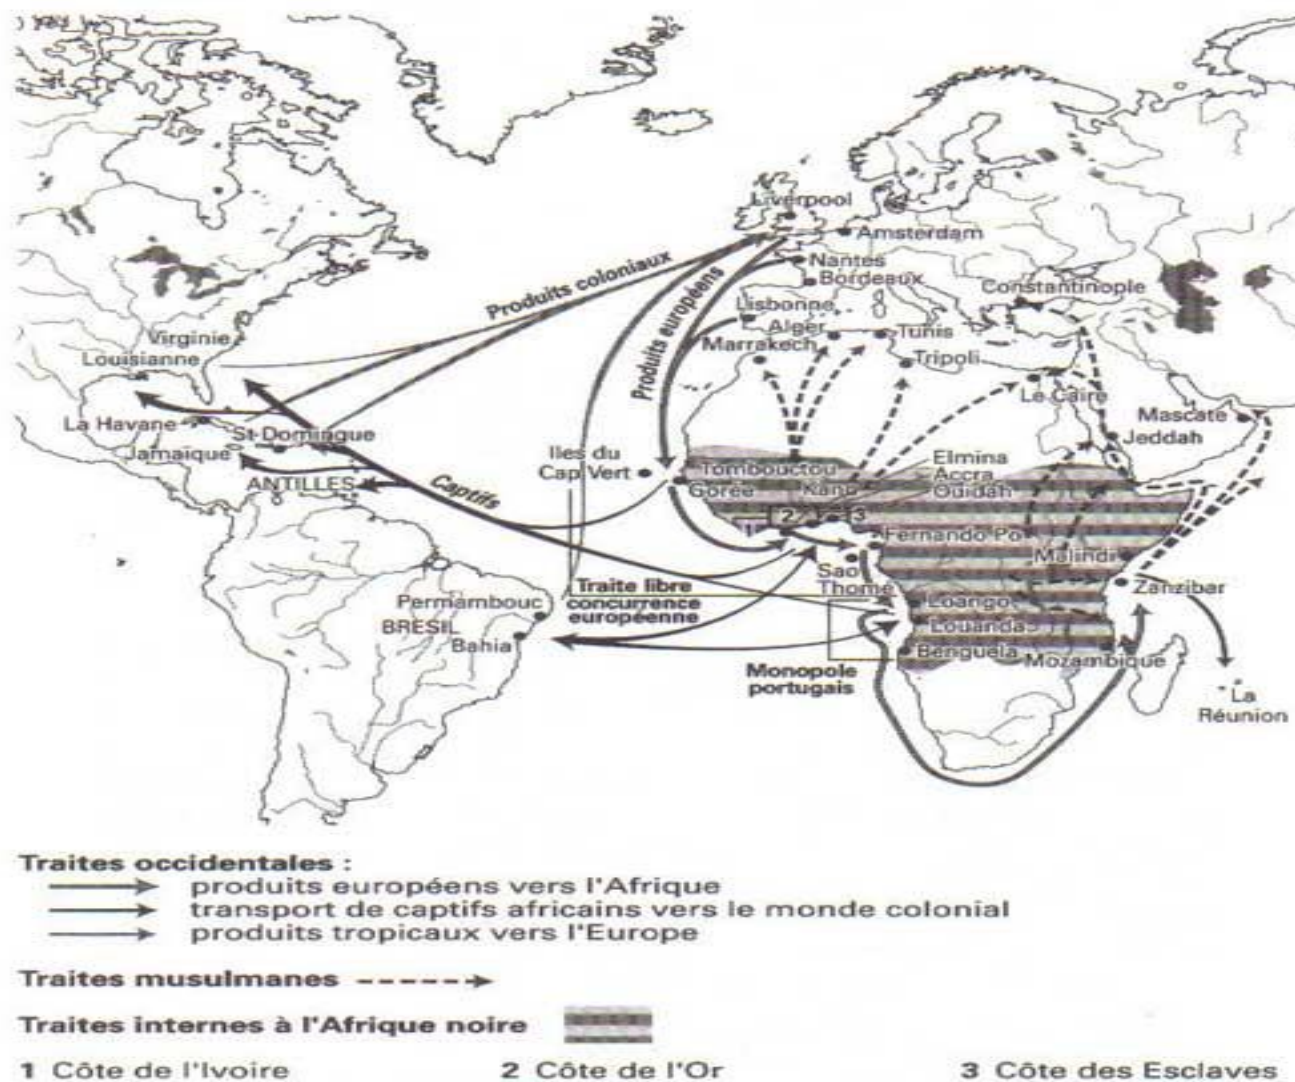 Liverpool
Amsterdam
Nantes
Bordeaux
Constantinople
Lisbonne
Alger
Tunis
Marrakech
Tripoli
Le Caire
Mascate
Jeddah
Produits coloniaux
Produits européens
Virginie
Louisianne
La Havane
St Domingue
Jamaïque
ANTILLES
Captifs
Iles du
Cap Vert
Tombouctou
Gorée
Kano
Elmina
Accra
Ouidah
1
2
3
Fernando Po
Malindi
Sao
Thomé
Zanzibar
Traite libre
concurrence
européenne
Permambouc
BRESIL
Bahia
Loango
Louanda
Benguela
Mozambique
Monopole
portugais
La
Réunion
Traites occidentales :
produits européens vers l'Afrique
transport de captifs africains vers le monde colonial
produits tropicaux vers l'Europe
Traites musulmanes
Traites internes à l'Afrique noire
1 Côte de l'Ivoire 2 Côte de l'Or 3 Côte des Esclaves